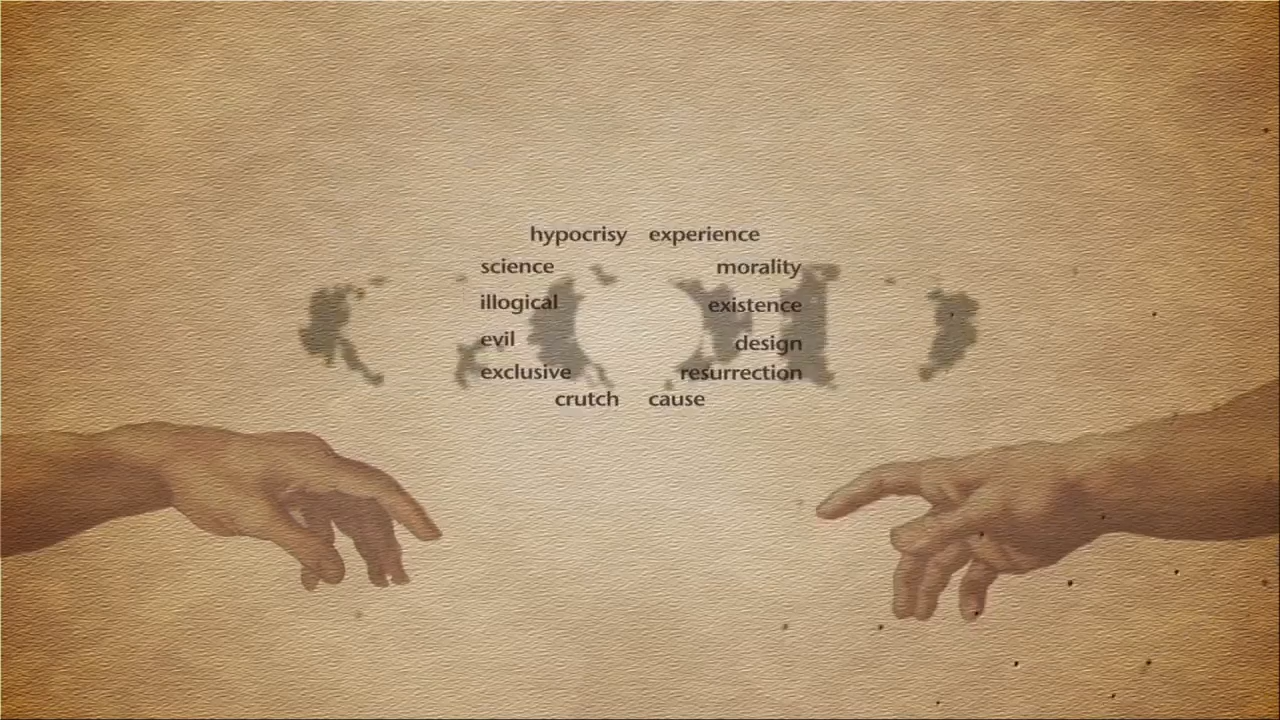 hypocrisy experience
science morality
illogical existence
evil design
exclusive resurrection
crutch cause